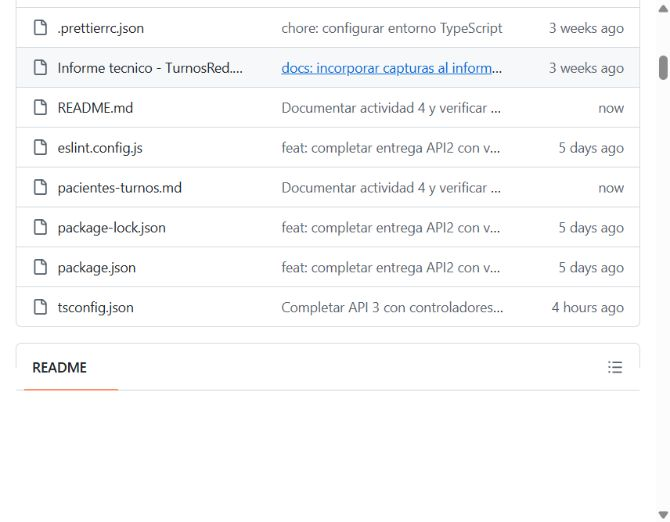 .prettierrc.json chore: configurar entorno TypeScript 3 weeks ago
Informe tecnico - TurnosRed.... docs: incorporar capturas al inform... 3 weeks ago
README.md Documentar actividad 4 y verificar ... now
eslint.config.js feat: completar entrega API2 con v... 5 days ago
pacientes-turnos.md Documentar actividad 4 y verificar ... now
package-lock.json feat: completar entrega API2 con v... 5 days ago
package.json feat: completar entrega API2 con v... 5 days ago
tsconfig.json Completar API 3 con controladores... 4 hours ago
README